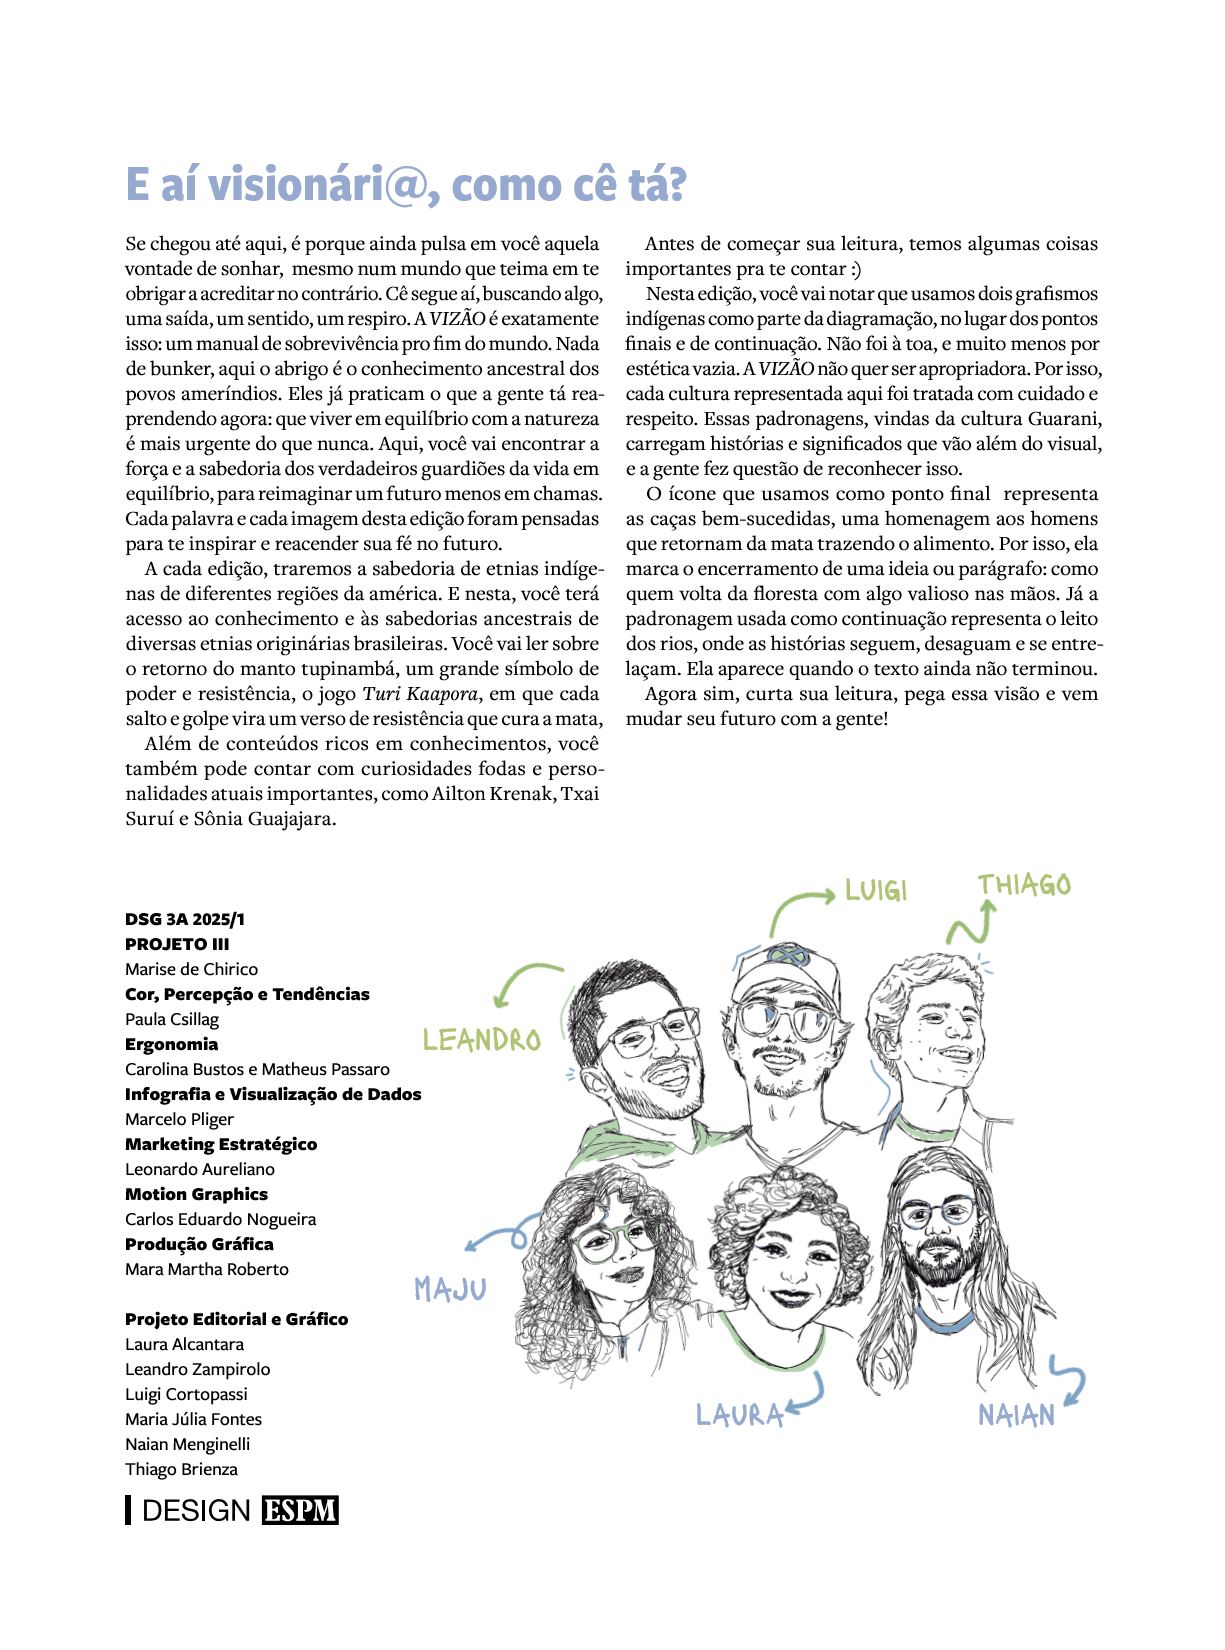 E aí visionári@, como cê tá?
Se chegou até aqui, é porque ainda pulsa em você aquela
vontade de sonhar,  mesmo num mundo que teima em te
obrigar a acreditar no contrário. Cê segue aí, buscando algo,
uma saída, um sentido, um respiro. A VIZÃO é exatamente
isso: um manual de sobrevivência pro fim do mundo. Nada
de bunker, aqui o abrigo é o conhecimento ancestral dos
povos ameríndios. Eles já praticam o que a gente tá rea-
prendendo agora: que viver em equilíbrio com a natureza
é mais urgente do que nunca. Aqui, você vai encontrar a
força e a sabedoria dos verdadeiros guardiões da vida em
equilíbrio, para reimaginar um futuro menos em chamas.
Cada palavra e cada imagem desta edição foram pensadas
para te inspirar e reacender sua fé no futuro.
A cada edição, traremos a sabedoria de etnias indíge-
nas de diferentes regiões da américa. E nesta, você terá
acesso ao conhecimento e às sabedorias ancestrais de
diversas etnias originárias brasileiras. Você vai ler sobre
o retorno do manto tupinambá, um grande símbolo de
poder e resistência, o jogo Turi Kaapora, em que cada
salto e golpe vira um verso de resistência que cura a mata,
Além de conteúdos ricos em conhecimentos, você
também pode contar com curiosidades fodas e perso-
nalidades atuais importantes, como Ailton Krenak, Txai
Suruí e Sônia Guajajara.
Antes de começar sua leitura, temos algumas coisas
importantes pra te contar :)
Nesta edição, você vai notar que usamos dois grafismos
indígenas como parte da diagramação, no lugar dos pontos
finais e de continuação. Não foi à toa, e muito menos por
estética vazia. A VIZÃO não quer ser apropriadora. Por isso,
cada cultura representada aqui foi tratada com cuidado e
respeito. Essas padronagens, vindas da cultura Guarani,
carregam histórias e significados que vão além do visual,
e a gente fez questão de reconhecer isso.
O ícone que usamos como ponto final  representa
as caças bem-sucedidas, uma homenagem aos homens
que retornam da mata trazendo o alimento. Por isso, ela
marca o encerramento de uma ideia ou parágrafo: como
quem volta da floresta com algo valioso nas mãos. Já a
padronagem usada como continuação representa o leito
dos rios, onde as histórias seguem, desaguam e se entre-
laçam. Ela aparece quando o texto ainda não terminou.
Agora sim, curta sua leitura, pega essa visão e vem
mudar seu futuro com a gente!
DSG 3A 2025/1
PROJETO III
Marise de Chirico
Cor, Percepção e Tendências
Paula Csillag
Ergonomia
Carolina Bustos e Matheus Passaro
Infografia e Visualização de Dados
Marcelo Pliger
Marketing Estratégico
Leonardo Aureliano
Motion Graphics
Carlos Eduardo Nogueira
Produção Gráfica
Mara Martha Roberto
Projeto Editorial e Gráfico
Laura Alcantara
Leandro Zampirolo
Luigi Cortopassi
Maria Júlia Fontes
Naian Menginelli
Thiago Brienza
DESIGN ESPM
LUIGI
THIAGO
LEANDRO
MAJU
LAURA
NAIAN